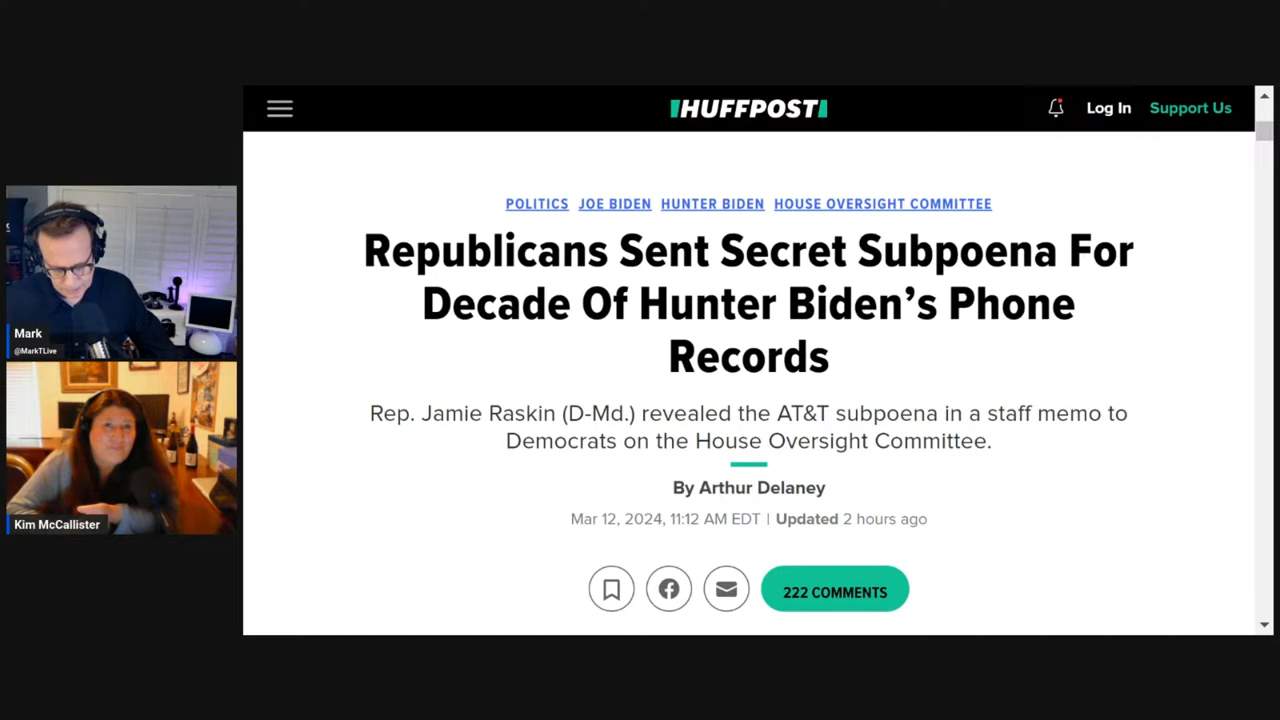 HUFFPOST
Log In
Support Us
POLITICS JOE BIDEN HUNTER BIDEN HOUSE OVERSIGHT COMMITTEE
Republicans Sent Secret Subpoena For
Decade Of Hunter Biden’s Phone
Records
Rep. Jamie Raskin (D-Md.) revealed the AT&T subpoena in a staff memo to
Democrats on the House Oversight Committee.
By Arthur Delaney
Mar 12, 2024, 11:12 AM EDT | Updated 2 hours ago
222 COMMENTS
Mark
@MarkTLive
Kim McCallister